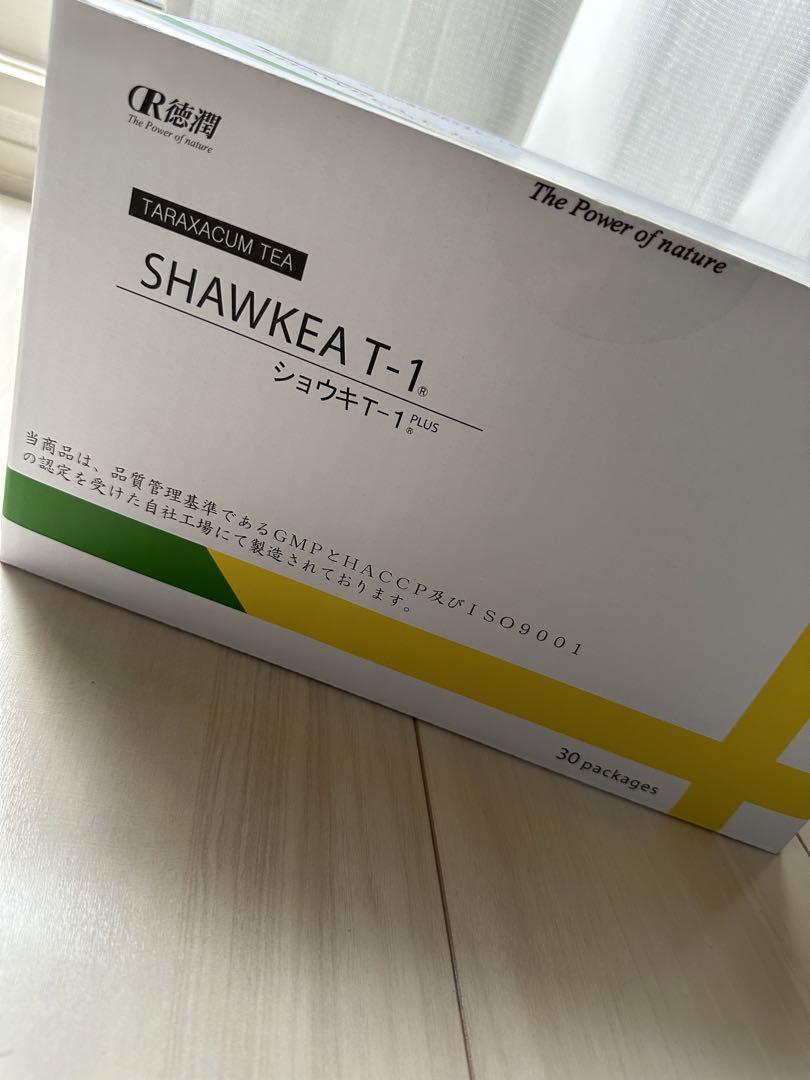 CR徳潤
The Power of nature
The Power of nature
TARAXACUM TEA
SHAWKEA T-1®
ショウキT-1® PLUS
当商品は、品質管理基準であるGMPとHACCP及びISO9001
の認定を受けた自社工場にて製造されております。
30 packages